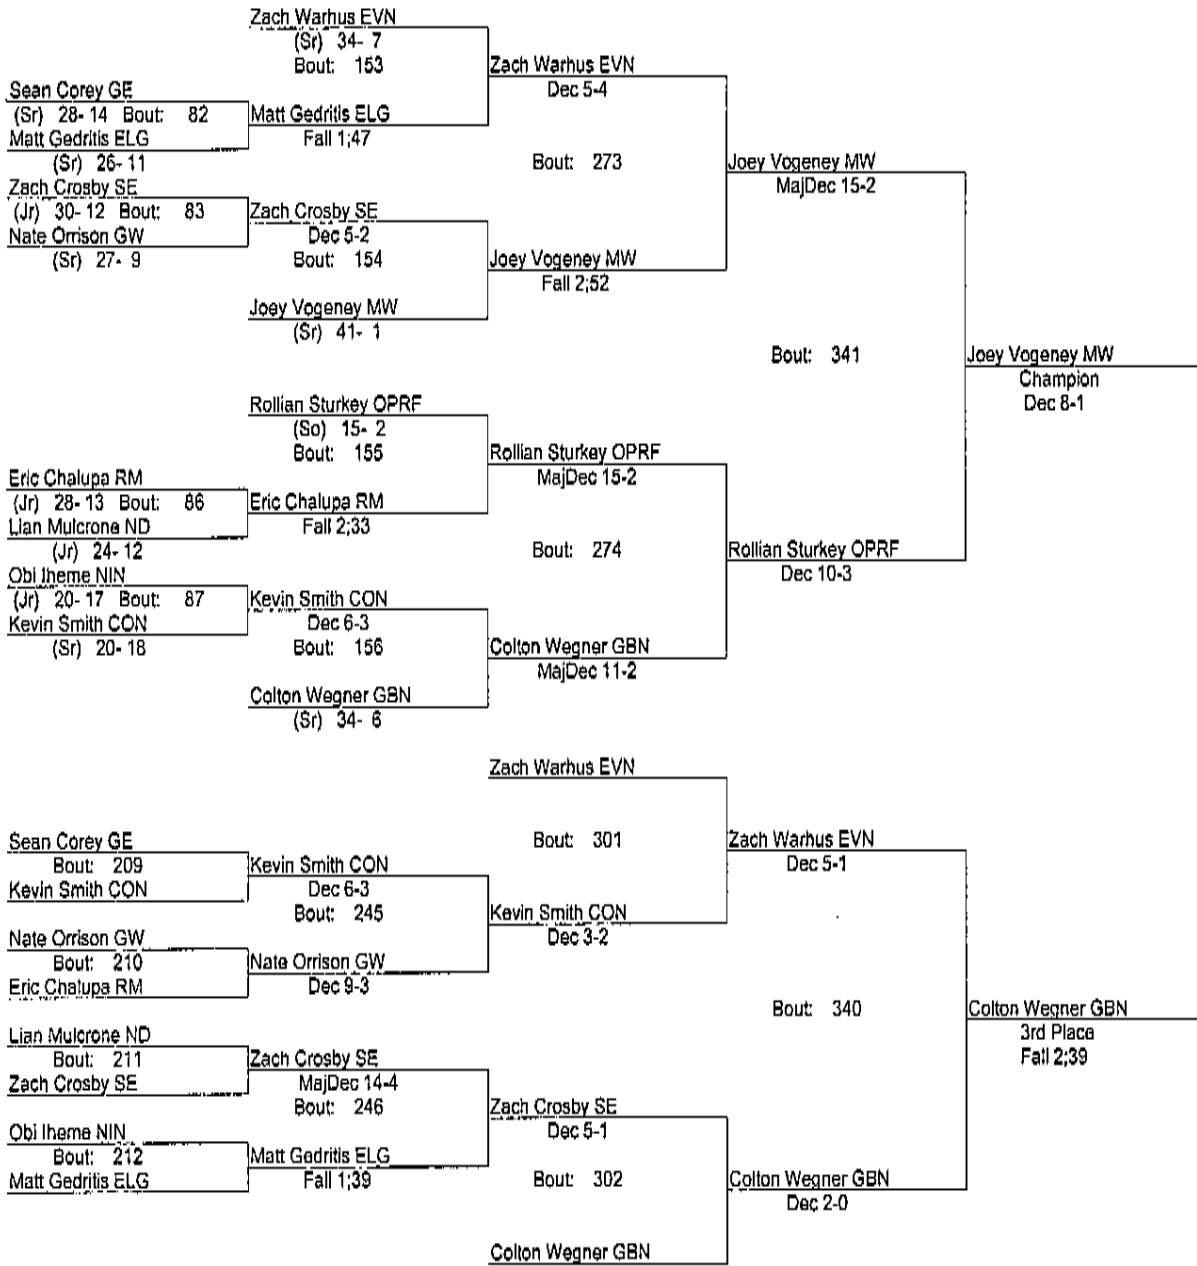 Zach Warhus EVN
(Sr) 34- 7
Bout: 153
Zach Warhus EVN
Dec 5-4
Sean Corey GE
(Sr) 28- 14 Bout: 82
Matt Gedritis ELG
Fall 1;47
Matt Gedritis ELG
(Sr) 26- 11
Bout: 273
Joey Vogeney MW
MajDec 15-2
Zach Crosby SE
(Jr) 30- 12 Bout: 83
Zach Crosby SE
Dec 5-2
Nate Orrison GW
(Sr) 27- 9
Bout: 154
Joey Vogeney MW
Fall 2;52
Joey Vogeney MW
(Sr) 41- 1
Bout: 341
Joey Vogeney MW
Champion
Dec 8-1
Rollian Sturkey OPRF
(So) 15- 2
Bout: 155
Rollian Sturkey OPRF
MajDec 15-2
Eric Chalupa RM
(Jr) 28- 13 Bout: 86
Eric Chalupa RM
Fall 2;33
Lian Mulcrone ND
(Jr) 24- 12
Bout: 274
Rollian Sturkey OPRF
Dec 10-3
Obi Iheme NIN
(Jr) 20- 17 Bout: 87
Kevin Smith CON
Dec 6-3
Kevin Smith CON
(Sr) 20- 18
Bout: 156
Colton Wegner GBN
MajDec 11-2
Colton Wegner GBN
(Sr) 34- 6
Zach Warhus EVN
Bout: 301
Zach Warhus EVN
Dec 5-1
Sean Corey GE
Bout: 209
Kevin Smith CON
Kevin Smith CON
Dec 6-3
Bout: 245
Kevin Smith CON
Dec 3-2
Nate Orrison GW
Bout: 210
Eric Chalupa RM
Nate Orrison GW
Dec 9-3
Bout: 340
Colton Wegner GBN
3rd Place
Fall 2;39
Lian Mulcrone ND
Bout: 211
Zach Crosby SE
Zach Crosby SE
MajDec 14-4
Bout: 246
Zach Crosby SE
Dec 5-1
Obi Iheme NIN
Bout: 212
Matt Gedritis ELG
Matt Gedritis ELG
Fall 1;39
Bout: 302
Colton Wegner GBN
Dec 2-0
Colton Wegner GBN